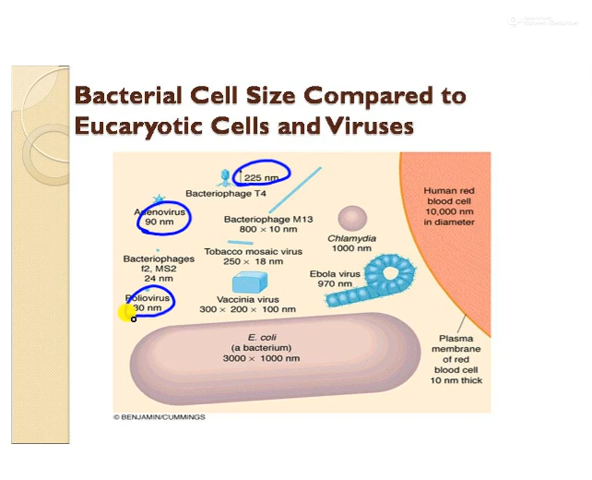 Bacterial Cell Size Compared to
Eucaryotic Cells and Viruses
225 nm
Bacteriophage T4
Adenovirus
90 nm
Bacteriophage M13
800 × 10 nm
Human red
blood cell
10,000 nm
in diameter
Chlamydia
1000 nm
Bacteriophages
f2, MS2
24 nm
Tobacco mosaic virus
250 × 18 nm
Ebola virus
970 nm
Poliovirus
30 nm
Vaccinia virus
300 × 200 × 100 nm
E. coli
(a bacterium)
3000 × 1000 nm
Plasma
membrane
of red
blood cell
10 nm thick
© BENJAMIN/CUMMINGS